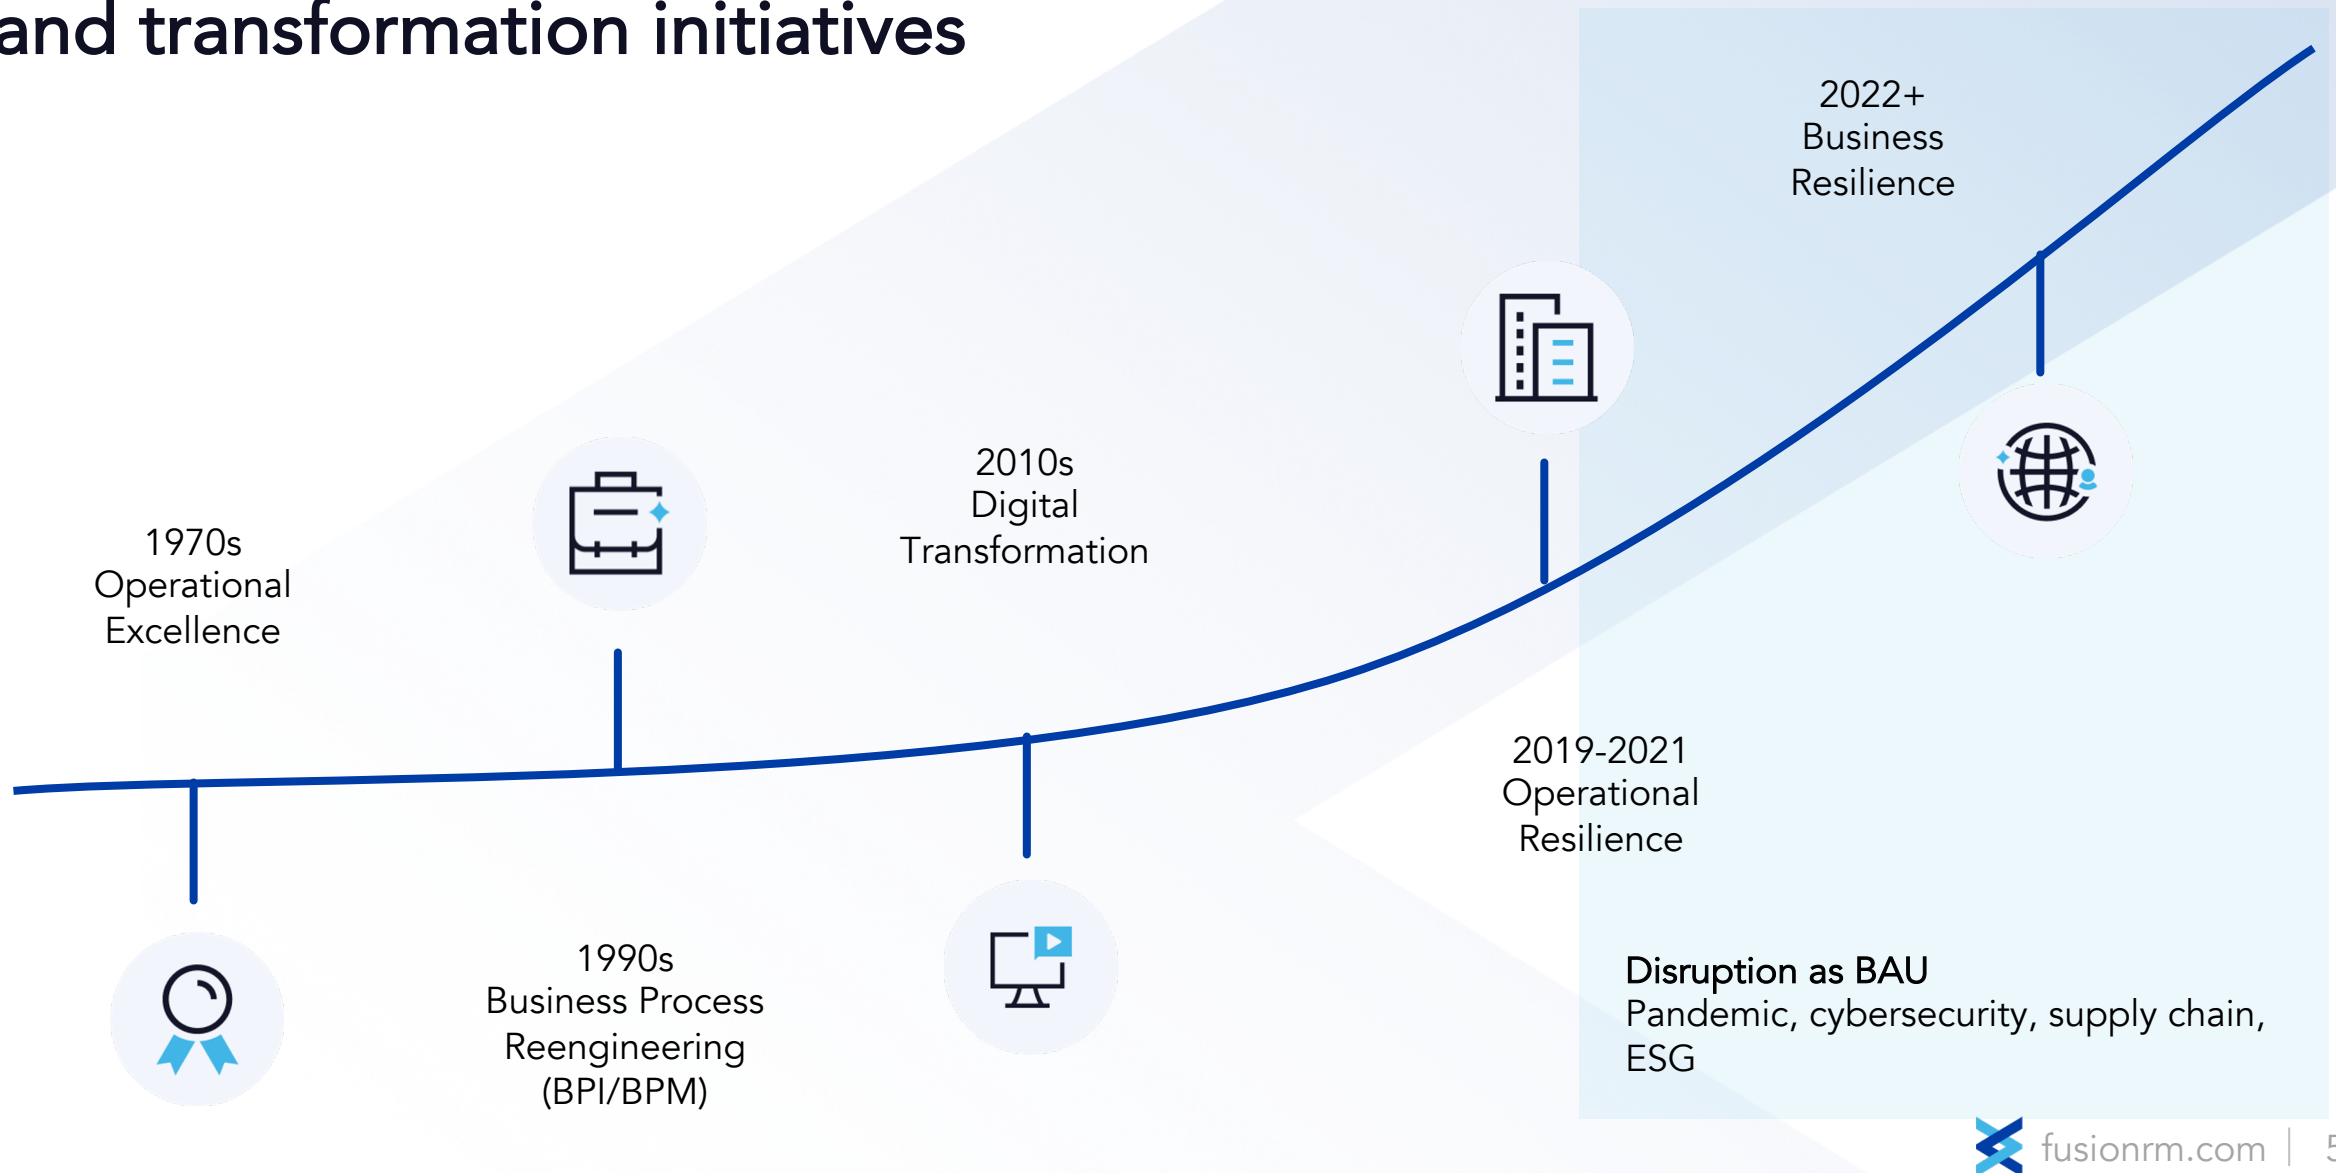 and transformation initiatives
1970s
Operational
Excellence
1990s
Business Process
Reengineering
(BPI/BPM)
2010s
Digital
Transformation
2019-2021
Operational
Resilience
2022+
Business
Resilience
Disruption as BAU
Pandemic, cybersecurity, supply chain,
ESG
fusionrm.com | 5